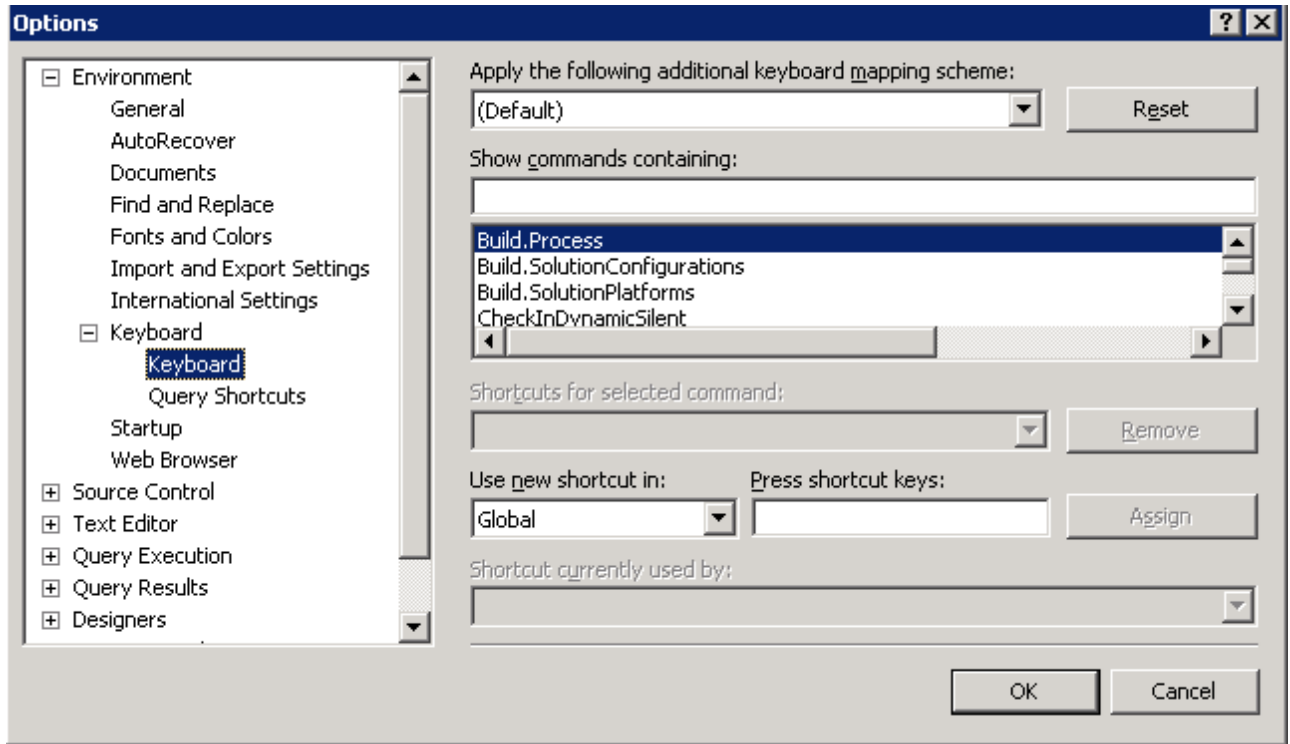 Options
Environment
General
AutoRecover
Documents
Find and Replace
Fonts and Colors
Import and Export Settings
International Settings
Keyboard
Keyboard
Query Shortcuts
Startup
Web Browser
Source Control
Text Editor
Query Execution
Query Results
Designers
Apply the following additional keyboard mapping scheme:
(Default)
Reset
Show commands containing:
Build.Process
Build.SolutionConfigurations
Build.SolutionPlatforms
CheckInDynamicSilent
Shortcuts for selected command:
Remove
Use new shortcut in:
Press shortcut keys:
Global
Assign
Shortcut currently used by:
OK
Cancel